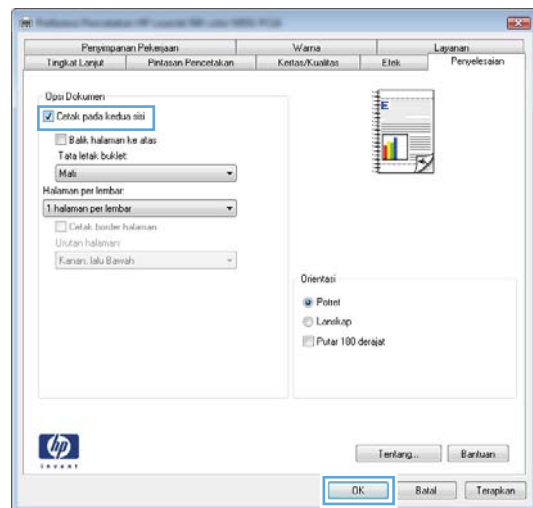 Penyimpanan Pekerjaan Warna Layanan
Tingkat Lanjut Pintasan Pencetakan Kertas/Kualitas Efek Penyelesaian
Opsi Dokumen
Cetak pada kedua sisi
Balik halaman ke atas
Tata letak buklet:
Mati
Halaman per lembar:
1 halaman per lembar
Cetak border halaman
Urutan halaman:
Kanan, lalu Bawah
E
Orientasi
Potret
Lanskap
Putar 180 derajat
hp
invent
Tentang... Bantuan
OK Batal Terapkan